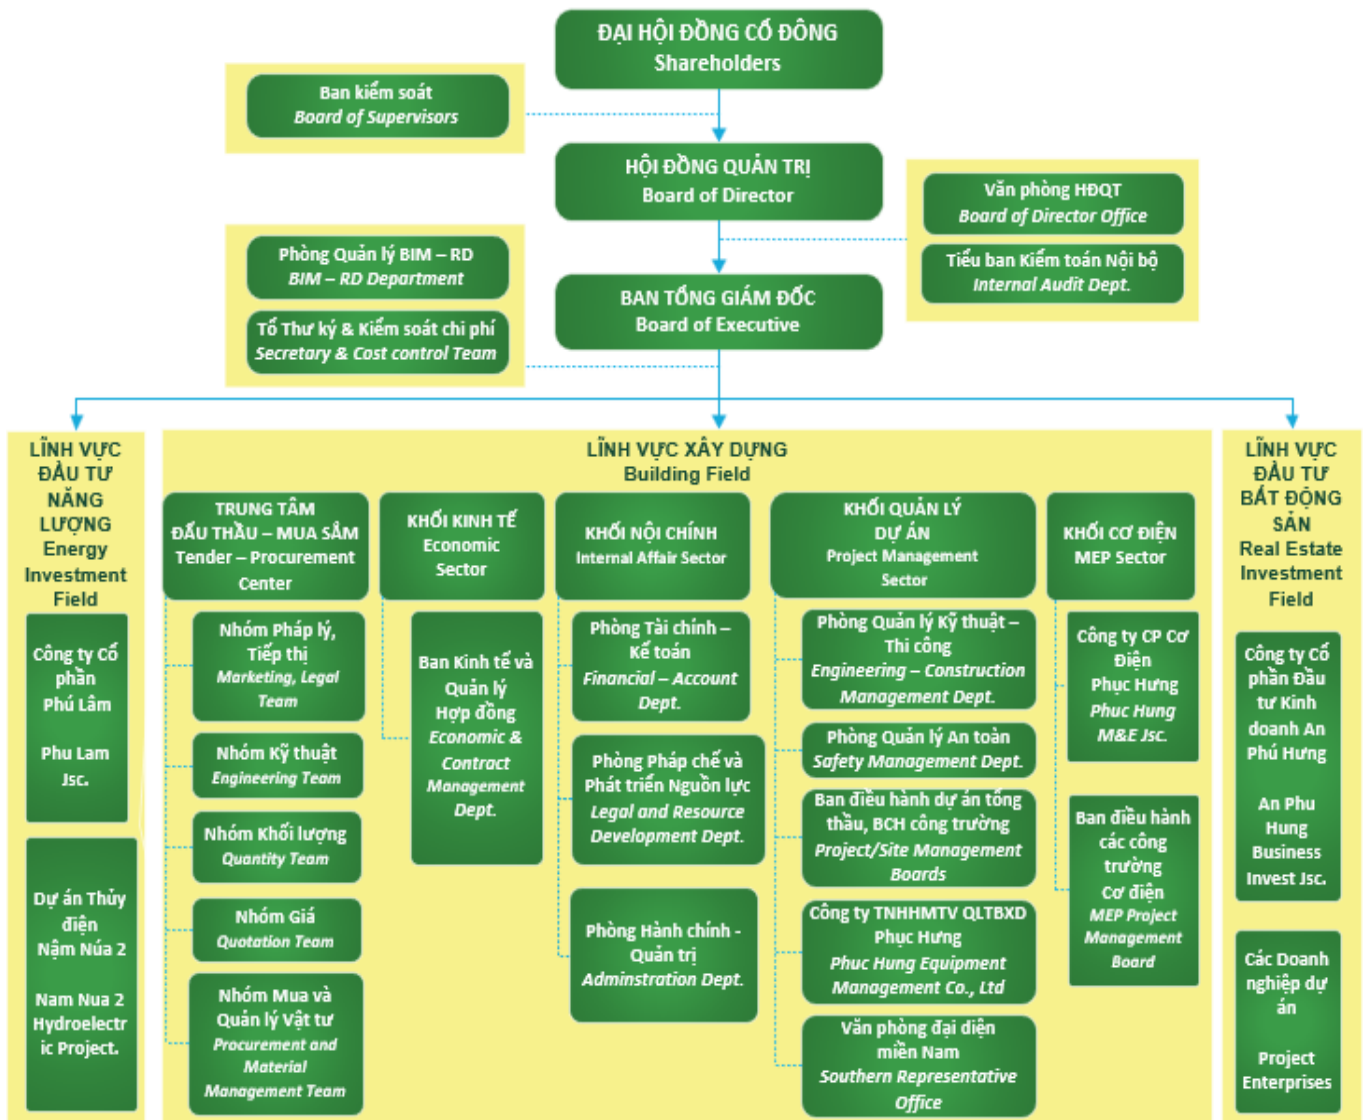 ĐẠI HỘI ĐỒNG CỔ ĐÔNG
Shareholders
Ban kiểm soát
Board of Supervisors
HỘI ĐỒNG QUẢN TRỊ
Board of Director
Văn phòng HĐQT
Board of Director Office
Tiểu ban Kiểm toán Nội bộ
Internal Audit Dept.
Phòng Quản lý BIM – RD
BIM – RD Department
Tổ Thư ký & Kiểm soát chi phí
Secretary & Cost control Team
BAN TỔNG GIÁM ĐỐC
Board of Executive
LĨNH VỰC
ĐẦU TƯ
NĂNG
LƯỢNG
Energy
Investment
Field
Công ty Cổ
phần
Phú Lâm
Phu Lam
Jsc.
Dự án Thủy
điện
Nậm Núa 2
Nam Nua 2
Hydroelectr
ic Project.
LĨNH VỰC XÂY DỰNG
Building Field
TRUNG TÂM
ĐẤU THẦU – MUA SẮM
Tender – Procurement
Center
Nhóm Pháp lý,
Tiếp thị
Marketing, Legal
Team
Nhóm Kỹ thuật
Engineering Team
Nhóm Khối lượng
Quantity Team
Nhóm Giá
Quotation Team
Nhóm Mua và
Quản lý Vật tư
Procurement and
Material
Management Team
KHỐI KINH TẾ
Economic
Sector
Ban Kinh tế và
Quản lý
Hợp đồng
Economic &
Contract
Management
Dept.
KHỐI NỘI CHÍNH
Internal Affair Sector
Phòng Tài chính –
Kế toán
Financial – Account
Dept.
Phòng Pháp chế và
Phát triển Nguồn lực
Legal and Resource
Development Dept.
Phòng Hành chính -
Quản trị
Adminstration Dept.
KHỐI QUẢN LÝ
DỰ ÁN
Project Management
Sector
Phòng Quản lý Kỹ thuật –
Thi công
Engineering – Construction
Management Dept.
Phòng Quản lý An toàn
Safety Management Dept.
Ban điều hành dự án tổng
thầu, BCH công trường
Project/Site Management
Boards
Công ty TNHHMTV QLTBXD
Phục Hưng
Phuc Hung Equipment
Management Co., Ltd
Văn phòng đại diện
miền Nam
Southern Representative
Office
KHỐI CƠ ĐIỆN
MEP Sector
Công ty CP Cơ
Điện
Phục Hưng
Phuc Hung
M&E Jsc.
Ban điều hành
các công
trường
Cơ điện
MEP Project
Management
Board
LĨNH VỰC
ĐẦU TƯ
BẤT ĐỘNG
SẢN
Real Estate
Investment
Field
Công ty Cổ
phần Đầu
tư Kinh
doanh An
Phú Hưng
An Phu
Hung
Business
Invest Jsc.
Các Doanh
nghiệp dự
án
Project
Enterprises